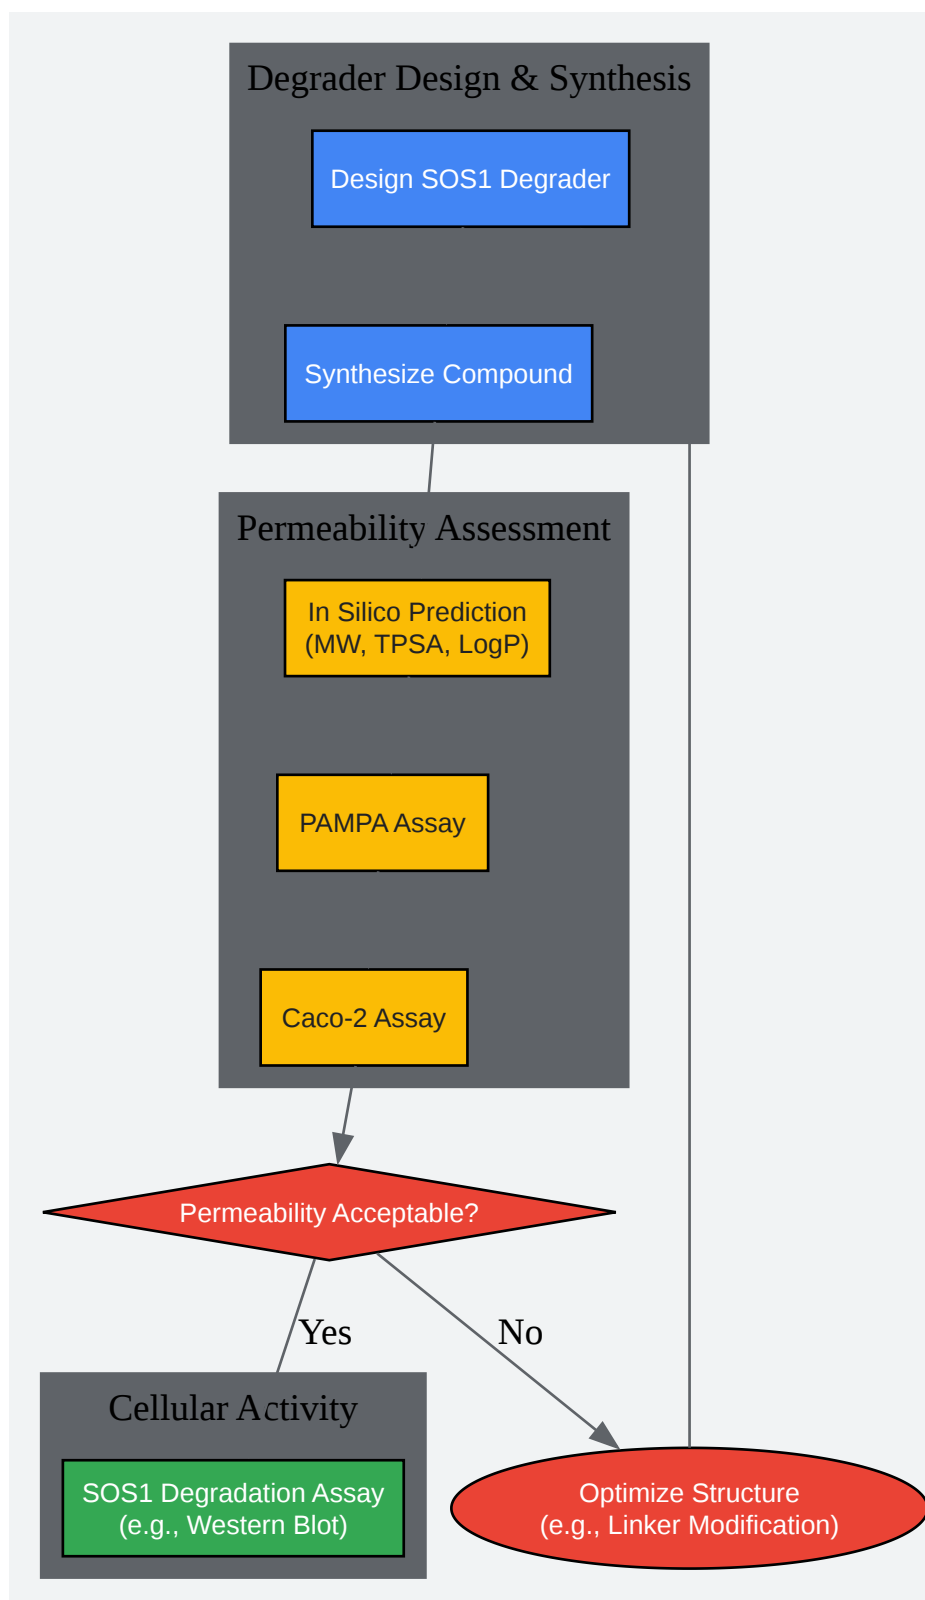 Degrader Design & Synthesis
Design SOS1 Degrader
Synthesize Compound
Permeability Assessment
In Silico Prediction
(MW, TPSA, LogP)
PAMPA Assay
Caco-2 Assay
Permeability Acceptable?
Yes
No
Cellular Activity
SOS1 Degradation Assay
(e.g., Western Blot)
Optimize Structure
(e.g., Linker Modification)